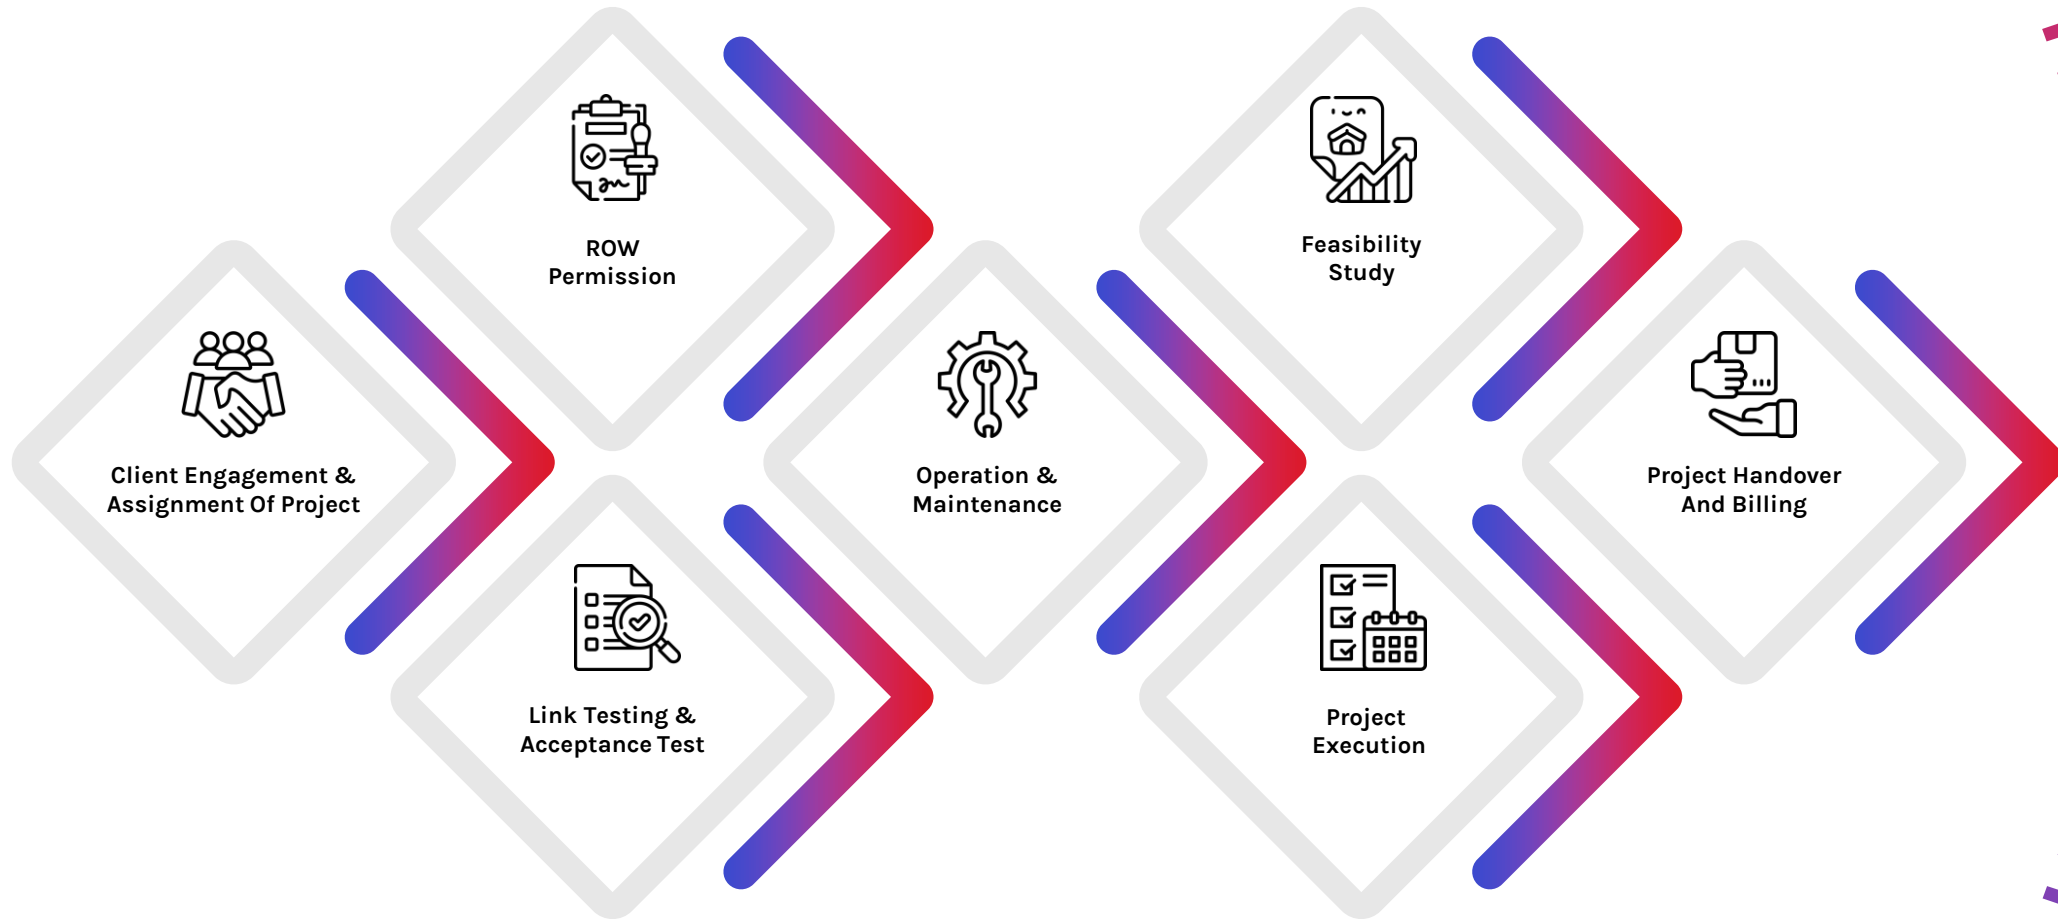 ROW
Permission
Feasibility
Study
Client Engagement &
Assignment Of Project
Operation &
Maintenance
Project Handover
And Billing
Link Testing &
Acceptance Test
Project
Execution